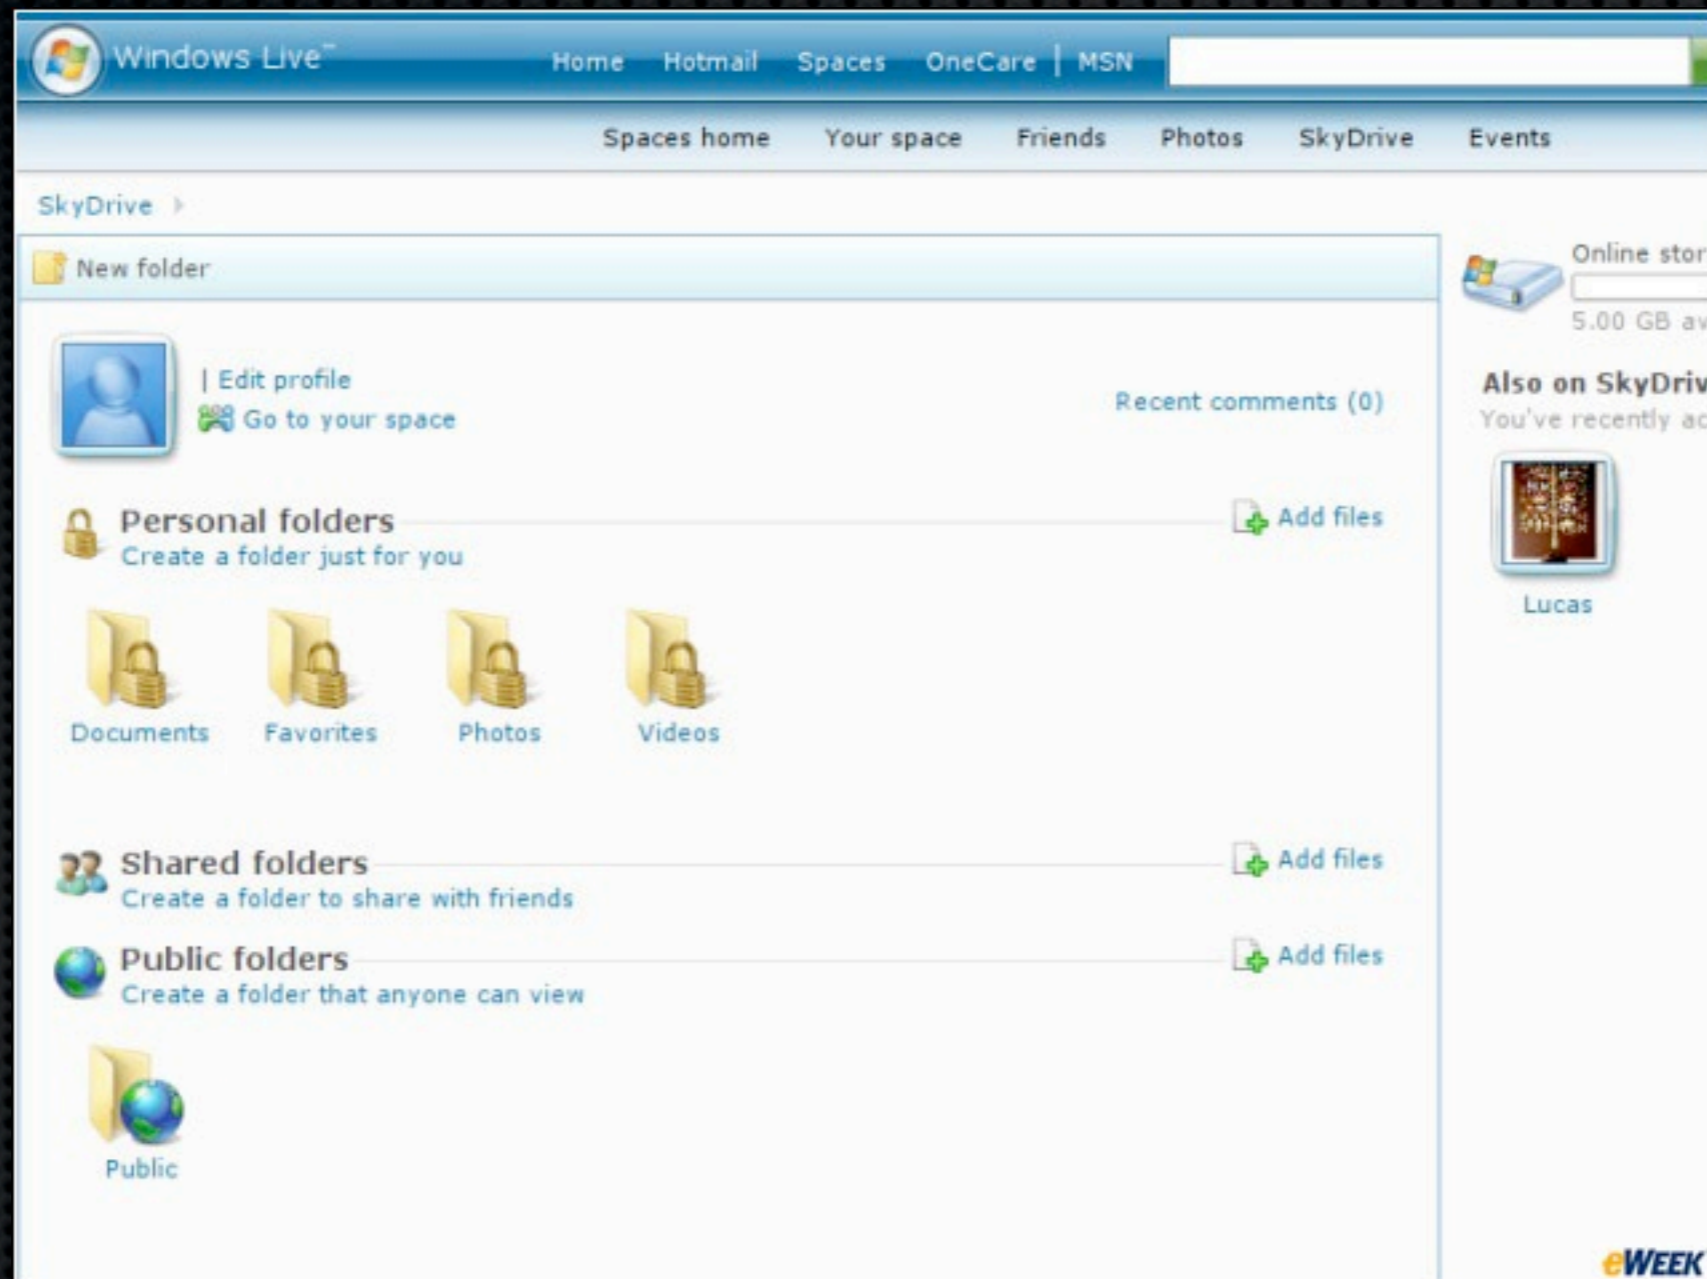 Windows Live™
Home Hotmail Spaces OneCare | MSN
Spaces home Your space Friends Photos SkyDrive Events
SkyDrive
New folder
| Edit profile
Go to your space
Recent comments (0)
Personal folders
Add files
Create a folder just for you
Documents Favorites Photos Videos
Shared folders
Add files
Create a folder to share with friends
Public folders
Add files
Create a folder that anyone can view
Public
Online stor
5.00 GB av
Also on SkyDriv
You've recently ac
Lucas
eWEEK